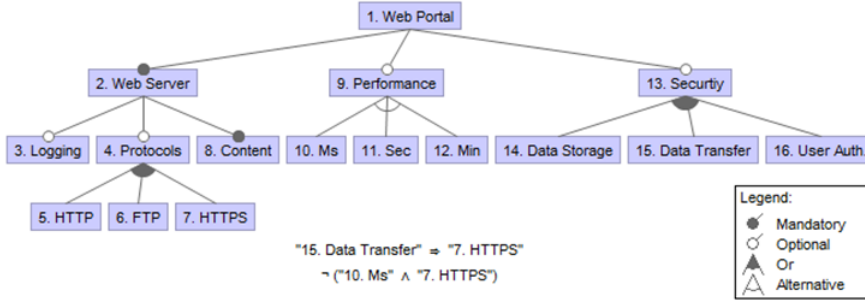 1. Web Portal
2. Web Server
9. Performance
13. Securtiy
3. Logging
4. Protocols
8. Content
10. Ms
11. Sec
12. Min
14. Data Storage
15. Data Transfer
16. User Auth.
5. HTTP
6. FTP
7. HTTPS
"15. Data Transfer" ⇒ "7. HTTPS"
¬ ("10. Ms" ∧ "7. HTTPS")
Legend:
Mandatory
Optional
Or
Alternative